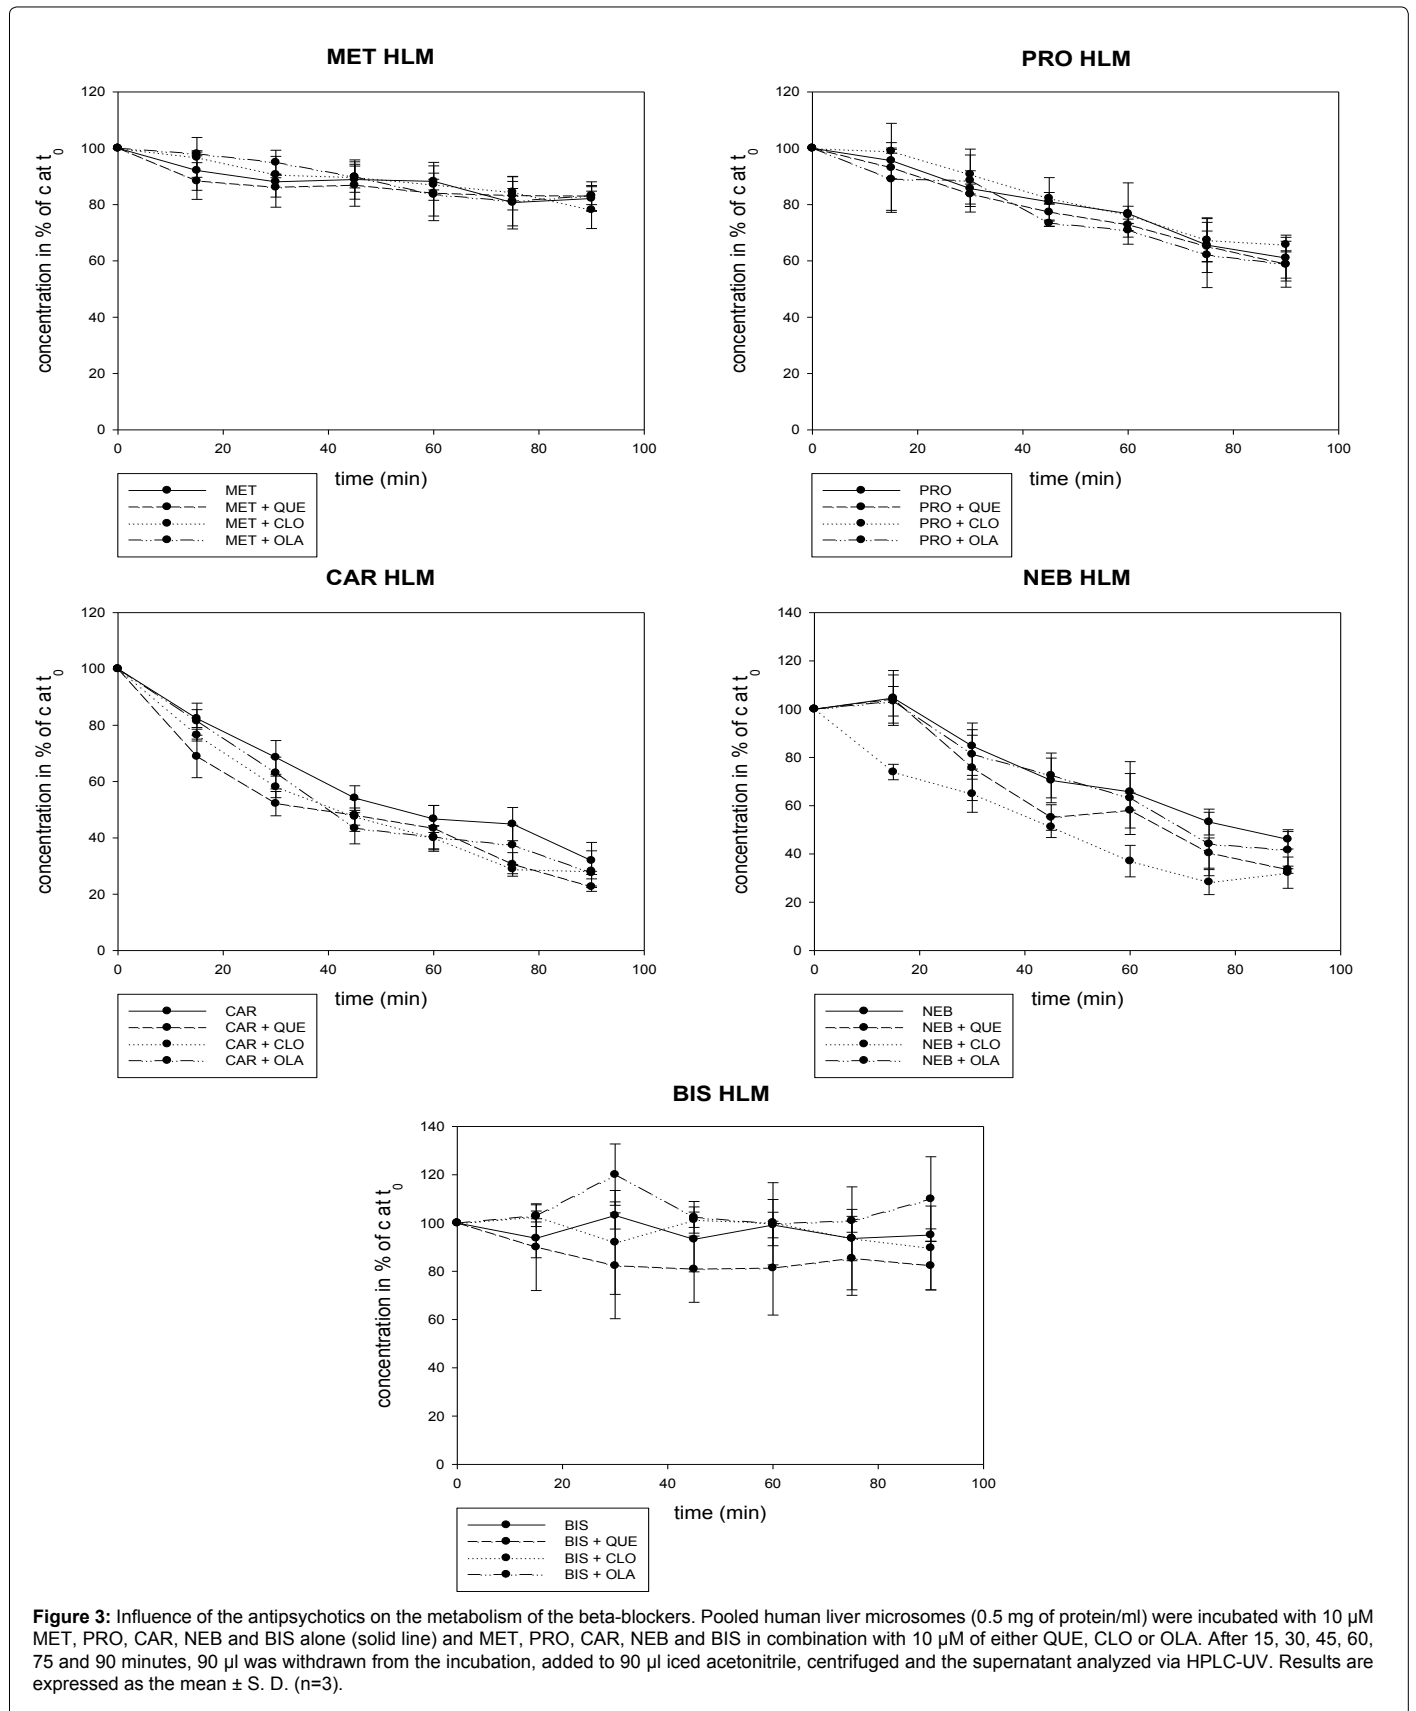 MET HLM
120
100
80
60
40
20
0
0 20 40 60 80 100
concentration in % of c at t0
time (min)
MET
MET + QUE
MET + CLO
MET + OLA
PRO HLM
120
100
80
60
40
20
0
0 20 40 60 80 100
concentration in % of c at t0
time (min)
PRO
PRO + QUE
PRO + CLO
PRO + OLA
CAR HLM
120
100
80
60
40
20
0
0 20 40 60 80 100
concentration in % of c at t0
time (min)
CAR
CAR + QUE
CAR + CLO
CAR + OLA
NEB HLM
140
120
100
80
60
40
20
0
0 20 40 60 80 100
concentration in % of c at t0
time (min)
NEB
NEB + QUE
NEB + CLO
NEB + OLA
BIS HLM
140
120
100
80
60
40
20
0
0 20 40 60 80 100
concentration in % of c at t0
time (min)
BIS
BIS + QUE
BIS + CLO
BIS + OLA
Figure 3: Influence of the antipsychotics on the metabolism of the beta-blockers. Pooled human liver microsomes (0.5 mg of protein/ml) were incubated with 10 µM
MET, PRO, CAR, NEB and BIS alone (solid line) and MET, PRO, CAR, NEB and BIS in combination with 10 µM of either QUE, CLO or OLA. After 15, 30, 45, 60,
75 and 90 minutes, 90 µl was withdrawn from the incubation, added to 90 µl iced acetonitrile, centrifuged and the supernatant analyzed via HPLC-UV. Results are
expressed as the mean ± S. D. (n=3).